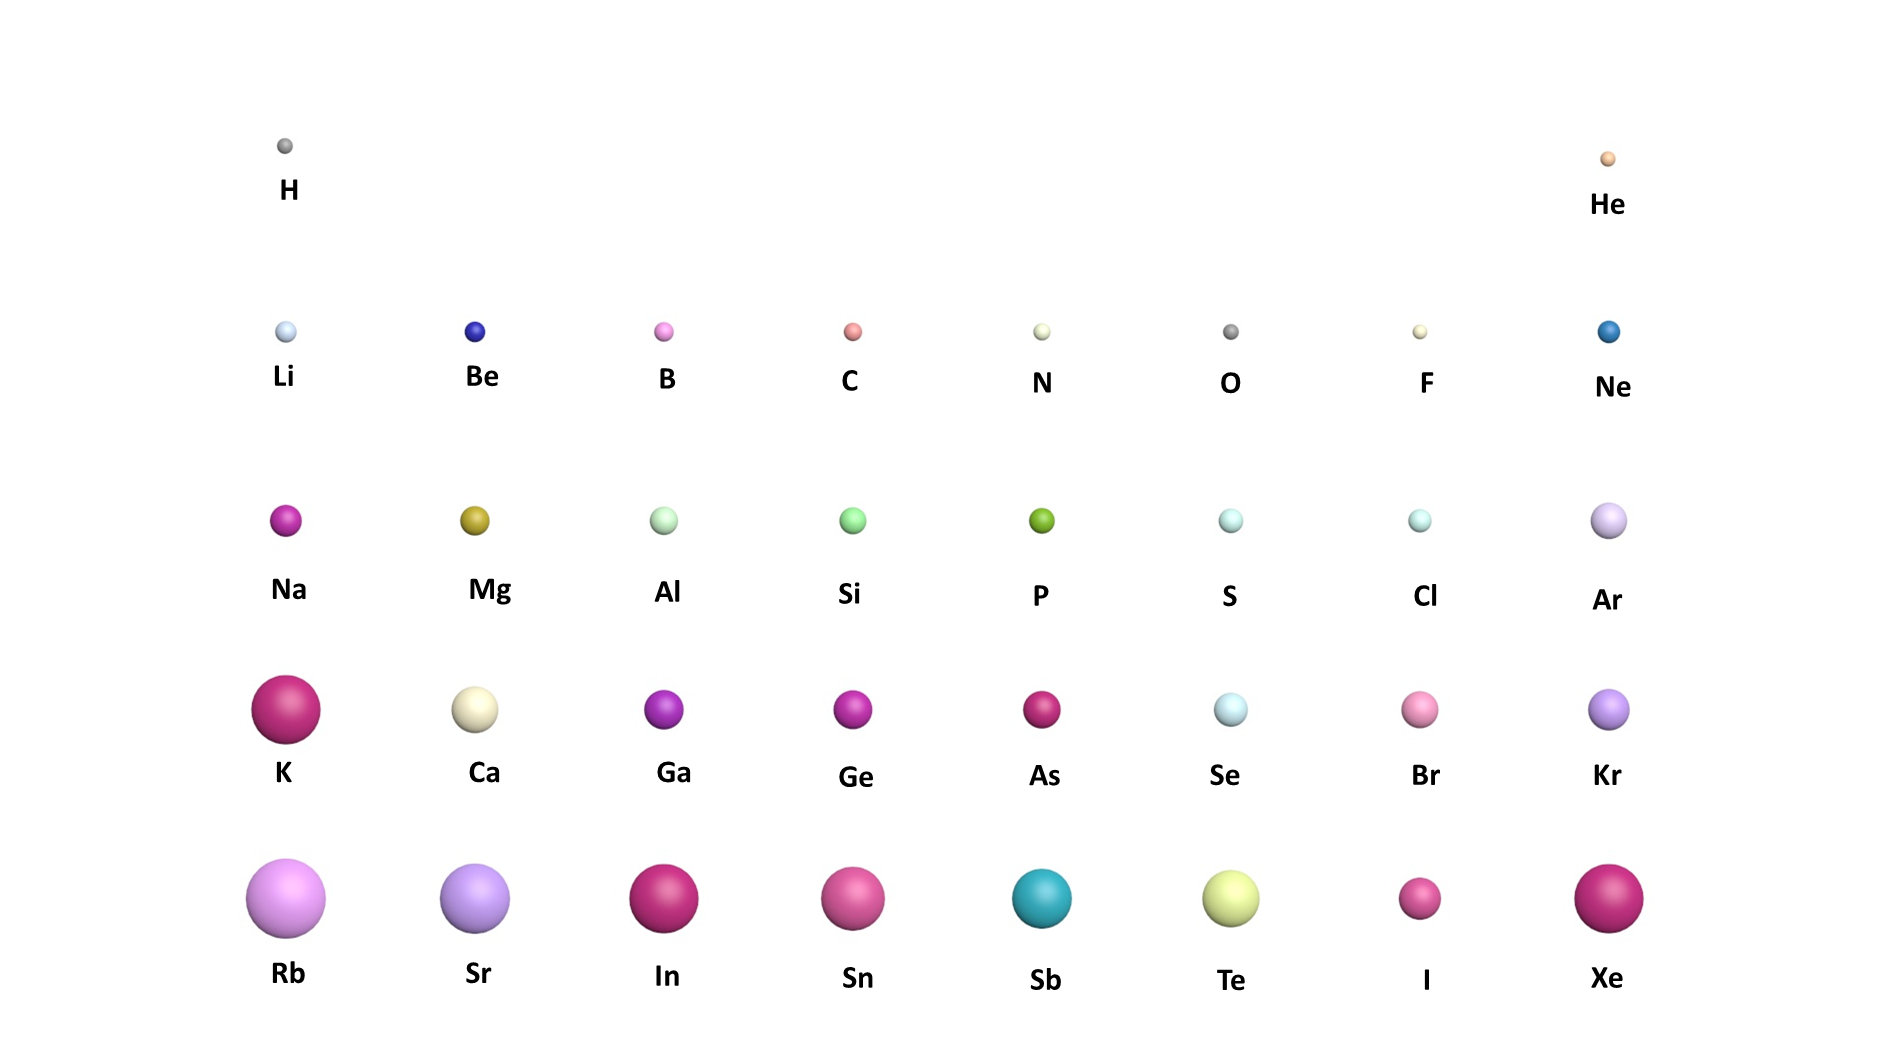 H He
Li Be B C N O F Ne
Na Mg Al Si P S Cl Ar
K Ca Ga Ge As Se Br Kr
Rb Sr In Sn Sb Te I Xe